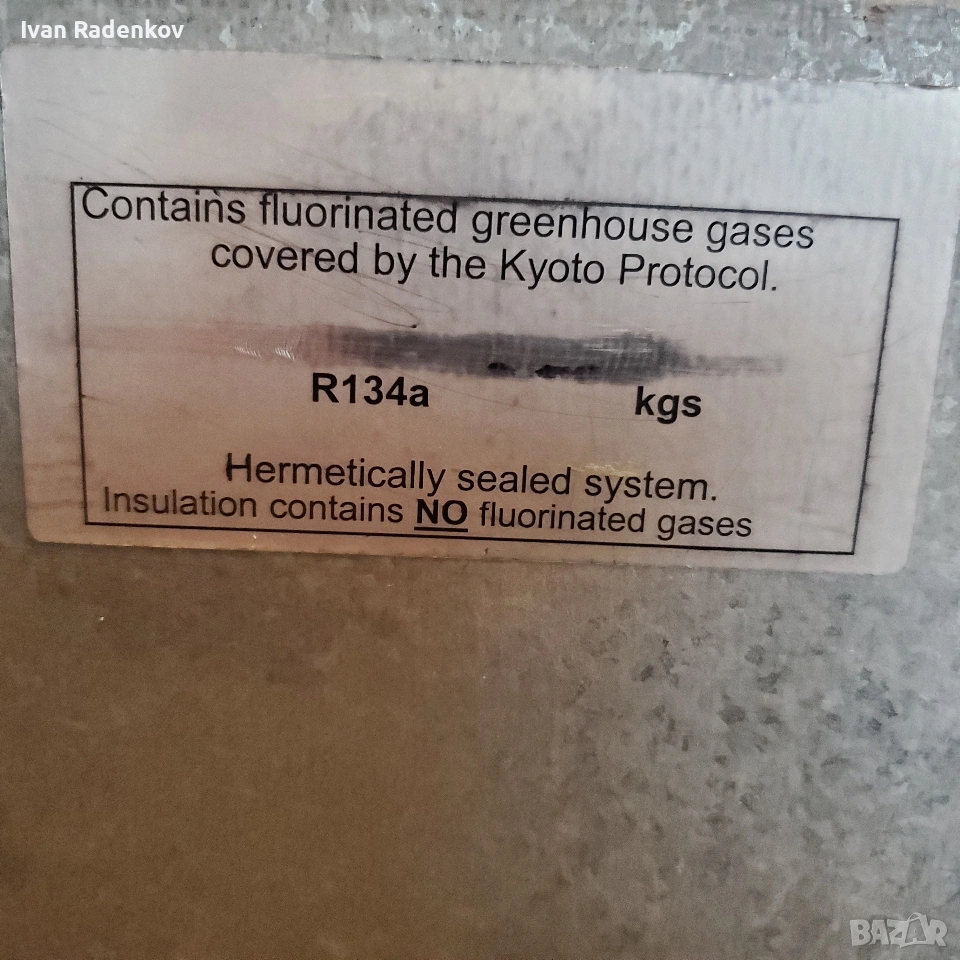 Ivan Radenkov
Contains fluorinated greenhouse gases
covered by the Kyoto Protocol.
R134a kgs
Hermetically sealed system.
Insulation contains NO fluorinated gases
BAZAR